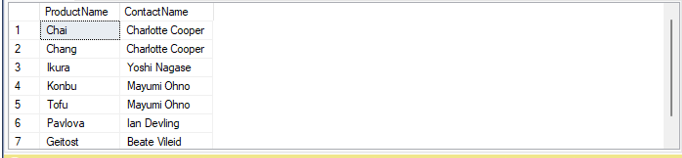 ProductName ContactName
1 Chai Charlotte Cooper
2 Chang Charlotte Cooper
3 Ikura Yoshi Nagase
4 Konbu Mayumi Ohno
5 Tofu Mayumi Ohno
6 Pavlova Ian Devling
7 Geitost Beate Vileid